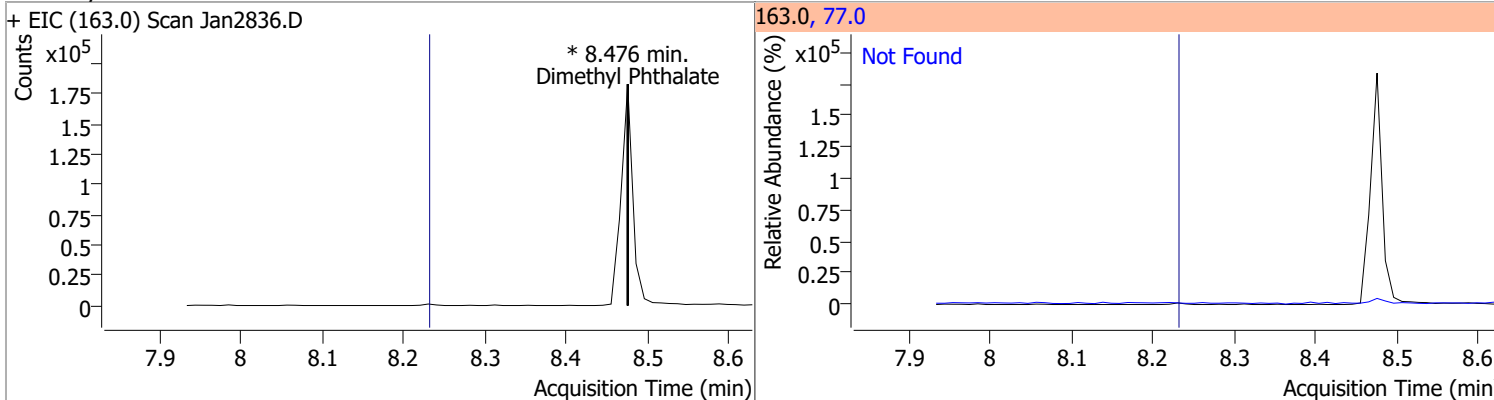 + EIC (163.0) Scan Jan2836.D
Counts
x10⁵
* 8.476 min.
Dimethyl Phthalate
1.75
1.5
1.25
1
0.75
0.5
0.25
0
7.9 8 8.1 8.2 8.3 8.4 8.5 8.6
Acquisition Time (min)
163.0, 77.0
Relative Abundance (%)
x10⁵
Not Found
1.5
1.25
1
0.75
0.5
0.25
0
7.9 8 8.1 8.2 8.3 8.4 8.5 8.6
Acquisition Time (min